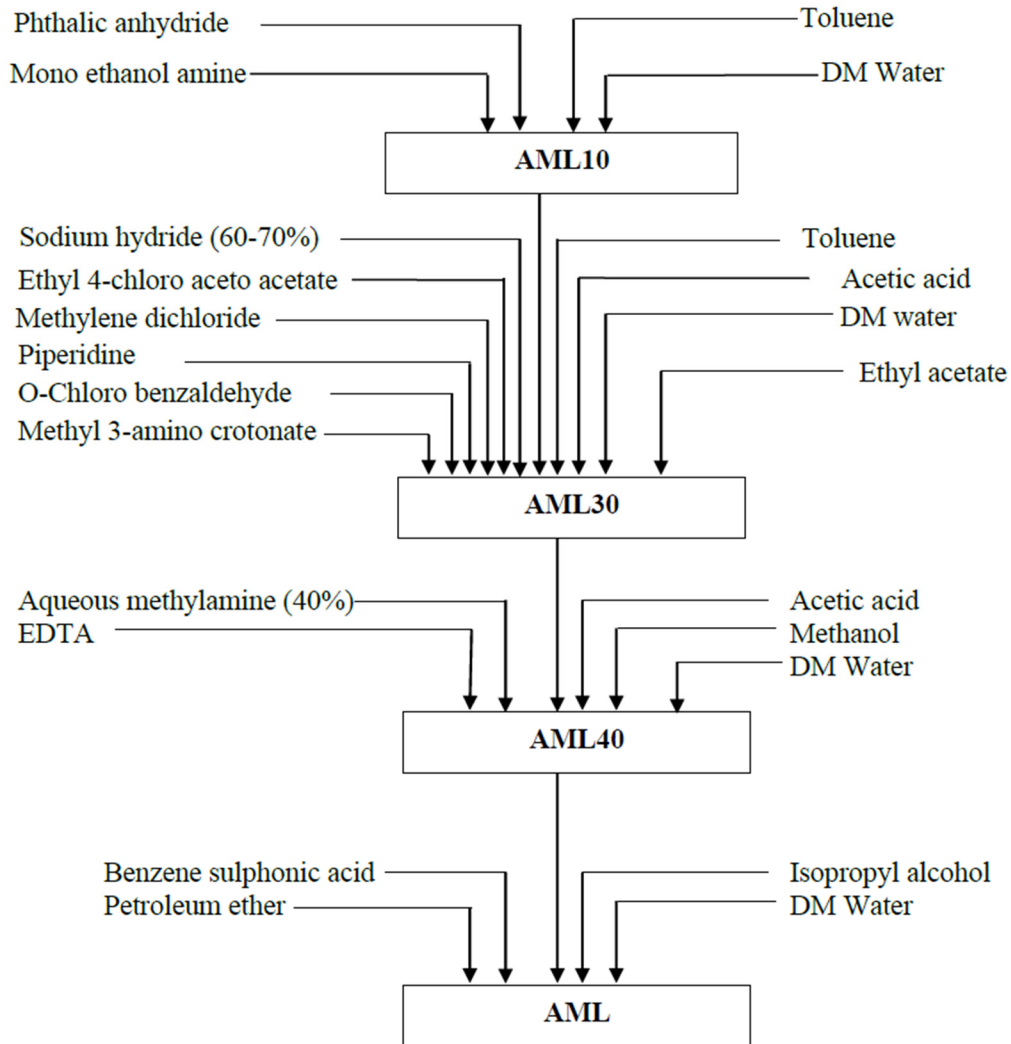 Phthalic anhydride
Toluene
Mono ethanol amine
DM Water
AML10
Sodium hydride (60-70%)
Toluene
Ethyl 4-chloro aceto acetate
Acetic acid
Methylene dichloride
DM water
Piperidine
Ethyl acetate
O-Chloro benzaldehyde
Methyl 3-amino crotonate
AML30
Aqueous methylamine (40%)
Acetic acid
EDTA
Methanol
DM Water
AML40
Benzene sulphonic acid
Isopropyl alcohol
Petroleum ether
DM Water
AML